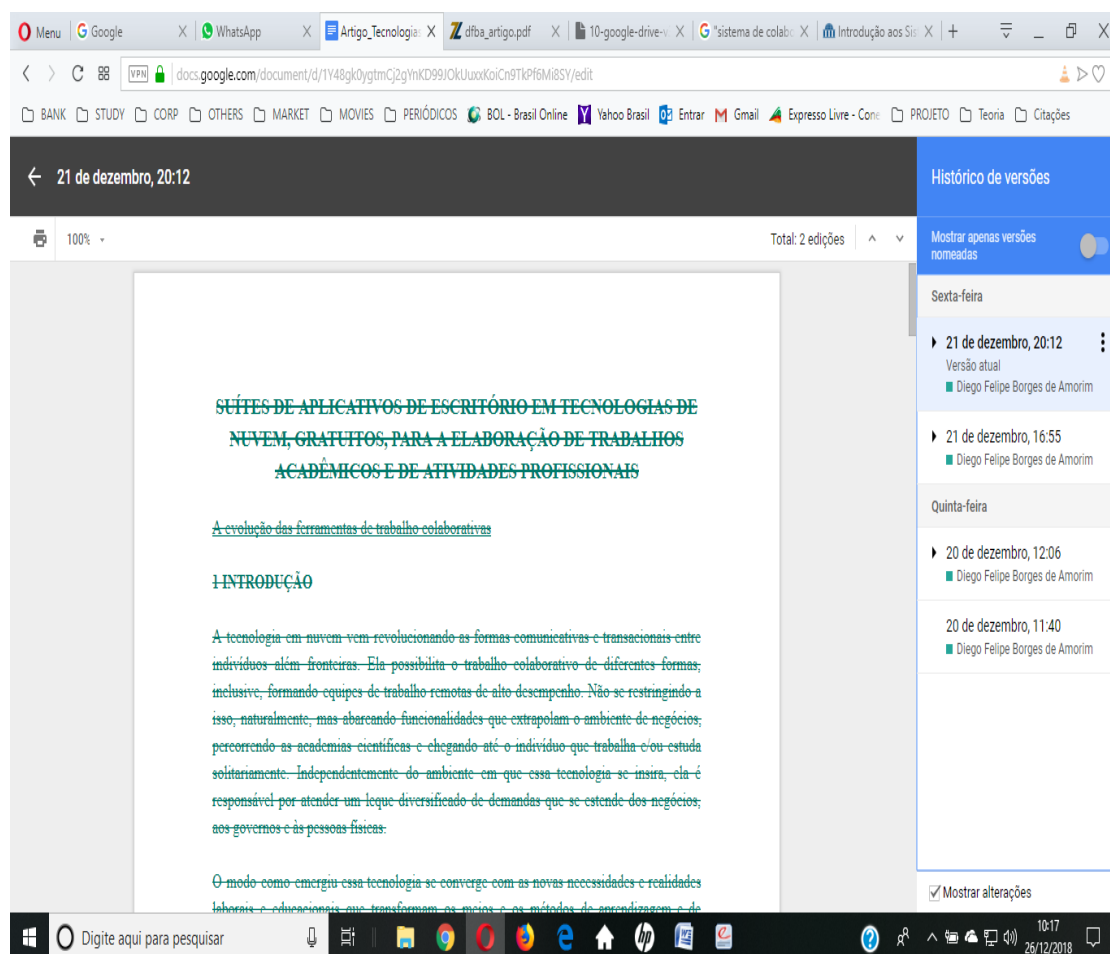 Menu
Google
WhatsApp
Artigo_Tecnologia
dfba_artigo.pdf
10-google-drive-v
"sistema de colabo
Introdução aos Sis
VPN
docs.google.com/document/d/1Y48gk0ygtmCj2gYnKD99JOkUuxxKoiCn9TkPf6Mi8SY/edit
BANK STUDY CORP OTHERS MARKET MOVIES PERIÓDICOS BOL - Brasil Online Yahoo Brasil Entrar Gmail Expresso Livre - Cone PROJETO Teoria Citações
21 de dezembro, 20:12
100%
Total: 2 edições
SUÍTES DE APLICATIVOS DE ESCRITÓRIO EM TECNOLOGIAS DE
NUVEM, GRATUITOS, PARA A ELABORAÇÃO DE TRABALHOS
ACADÊMICOS E DE ATIVIDADES PROFISSIONAIS
A evolução das ferramentas de trabalho colaborativas
1 INTRODUÇÃO
A tecnologia em nuvem vem revolucionando as formas comunicativas e transacionais entre
indivíduos além fronteiras. Ela possibilita o trabalho colaborativo de diferentes formas,
inclusive, formando equipes de trabalho remotas de alto desempenho. Não se restringindo a
isso, naturalmente, mas abarcando funcionalidades que extrapolam o ambiente de negócios,
percorrendo as academias científicas e chegando até o indivíduo que trabalha e/ou estuda
solitariamente. Independentemente do ambiente em que essa tecnologia se insira, ela é
responsável por atender um leque diversificado de demandas que se estende dos negócios,
aos governos e às pessoas físicas.
O modo como emergiu essa tecnologia se converge com as novas necessidades e realidades
laborais e educacionais que transformam os meios e os métodos de aprendizagem e de
Histórico de versões
Mostrar apenas versões
nomeadas
Sexta-feira
21 de dezembro, 20:12
Versão atual
Diego Felipe Borges de Amorim
21 de dezembro, 16:55
Diego Felipe Borges de Amorim
Quinta-feira
20 de dezembro, 12:06
Diego Felipe Borges de Amorim
20 de dezembro, 11:40
Diego Felipe Borges de Amorim
Mostrar alterações
Digite aqui para pesquisar
10:17
26/12/2018